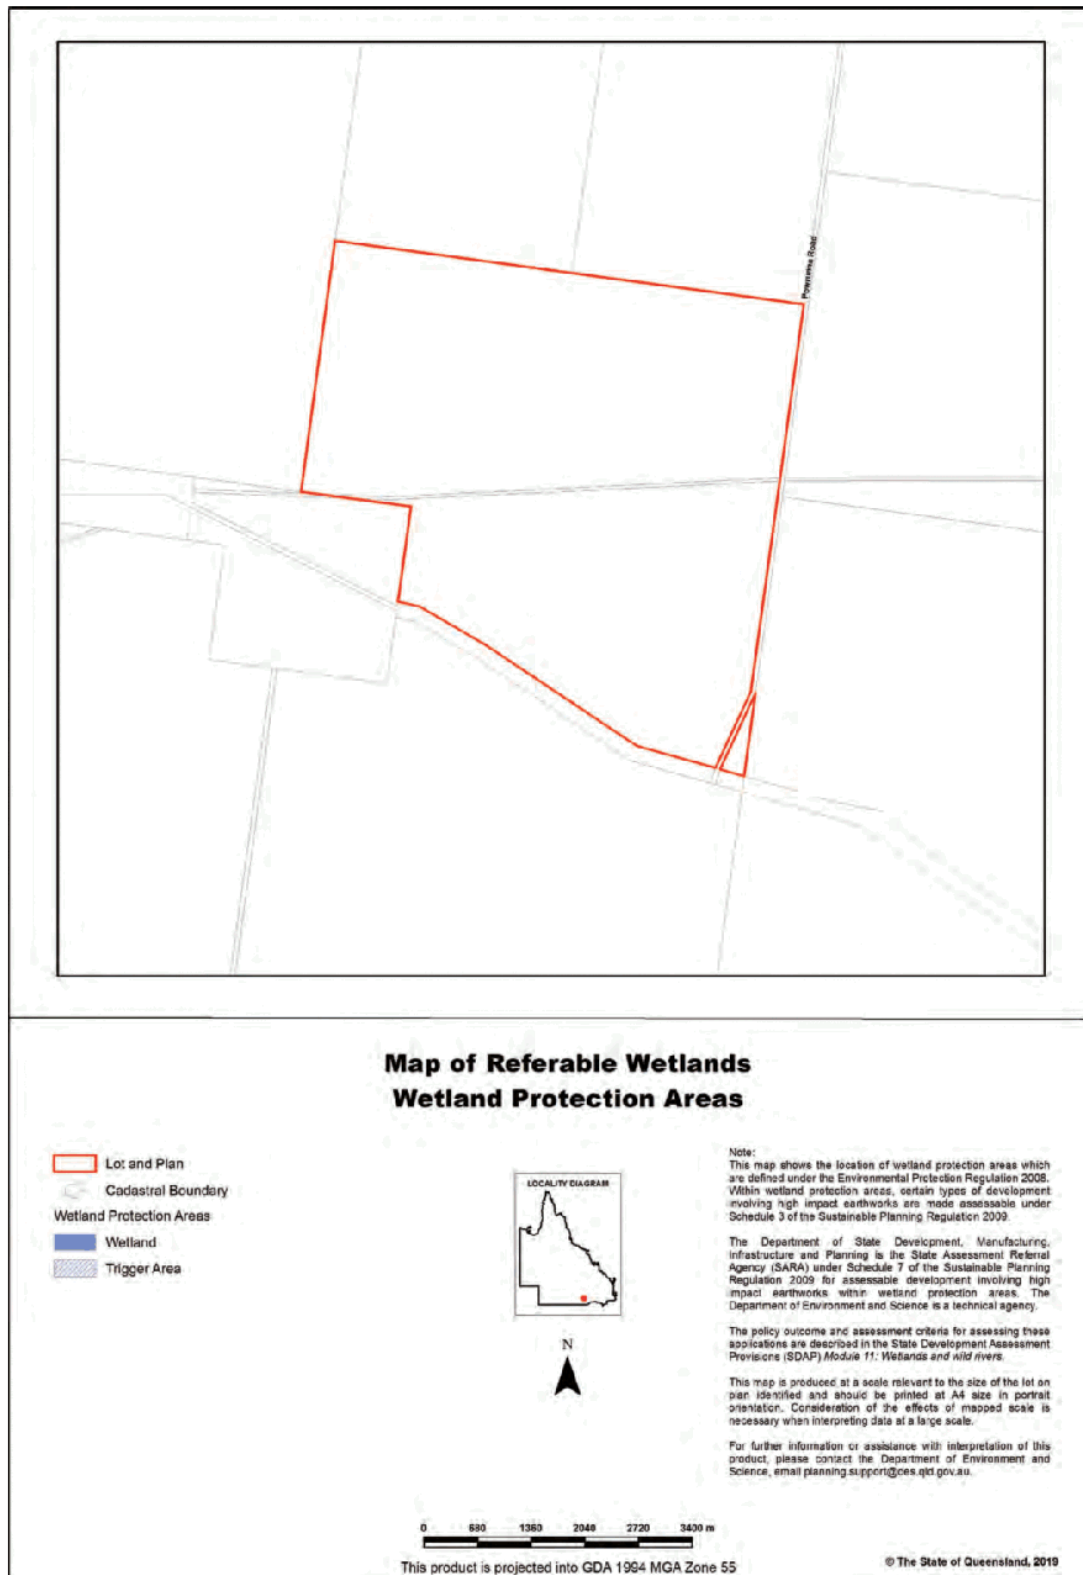 Road
Map of Referable Wetlands
Wetland Protection Areas
Lot and Plan
Cadastral Boundary
Wetland Protection Areas
Wetland
Trigger Area
LOCALITY DIAGRAM
N
Note:
This map shows the location of wetland protection areas which
are defined under the Environmental Protection Regulation 2008.
Within wetland protection areas, certain types of development
involving high impact earthworks are made assessable under
Schedule 3 of the Sustainable Planning Regulation 2009.
The Department of State Development, Manufacturing,
Infrastructure and Planning is the State Assessment Referral
Agency (SARA) under Schedule 7 of the Sustainable Planning
Regulation 2009 for assessable development involving high
impact earthworks within wetland protection areas. The
Department of Environment and Science is a technical agency.
The policy outcome and assessment criteria for assessing these
applications are described in the State Development Assessment
Provisions (SDAP) Module 11: Wetlands and wild rivers.
This map is produced at a scale relevant to the size of the lot on
plan identified and should be printed at A4 size in portrait
orientation. Consideration of the effects of mapped scale is
necessary when interpreting data at a large scale.
For further information or assistance with interpretation of this
product, please contact the Department of Environment and
Science, email planning.support@des.qld.gov.au.
0 680 1360 2040 2720 3400 m
This product is projected into GDA 1994 MGA Zone 55
© The State of Queensland, 2019